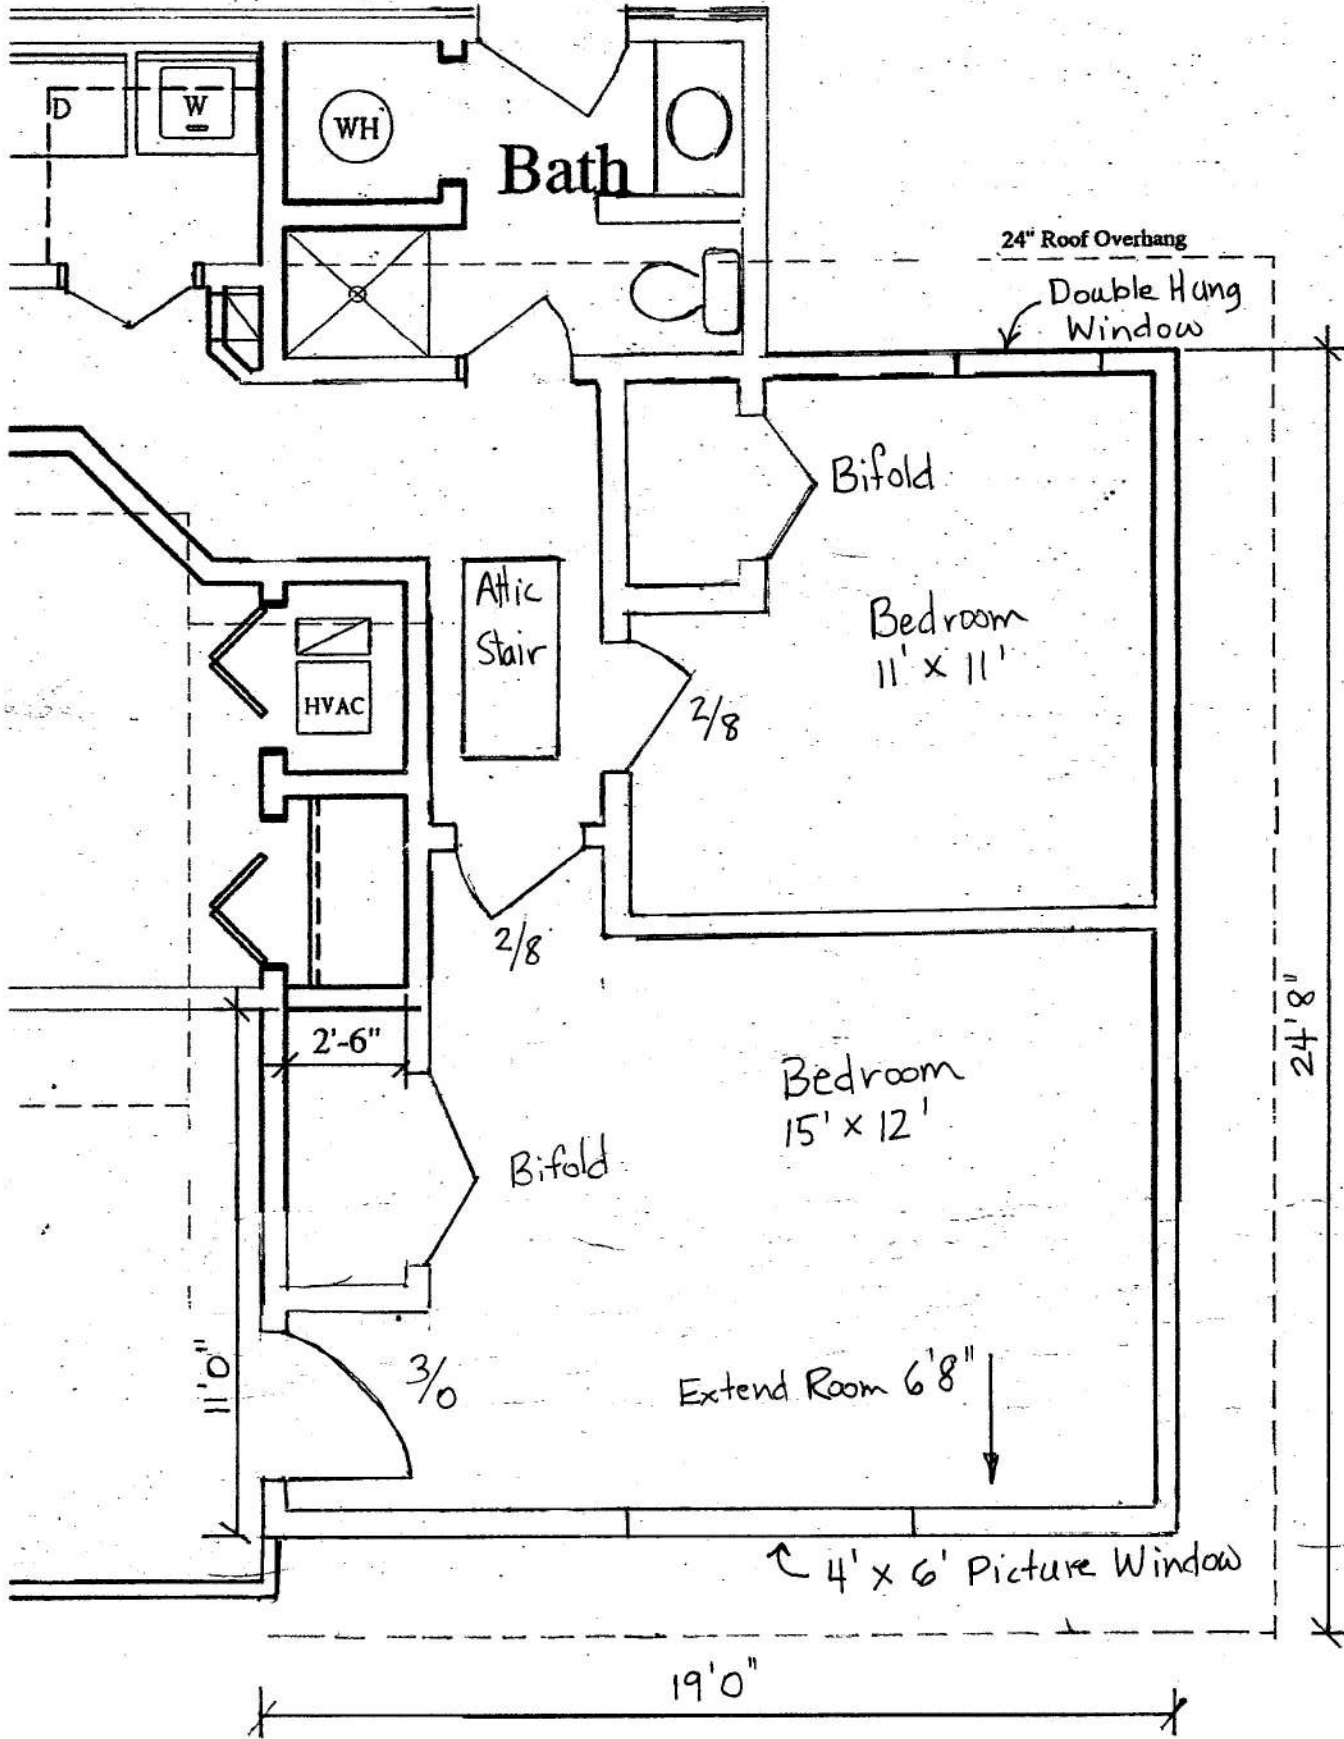 D
W
WH
Bath
24" Roof Overhang
Double Hung
Window
Bifold
Attic
Stair
Bedroom
11' x 11'
HVAC
2/8
2/8
24'8"
2'-6"
Bedroom
15' x 12'
Bifold
11'0"
3/0
Extend Room 6'8"
4' x 6' Picture Window
19'0"